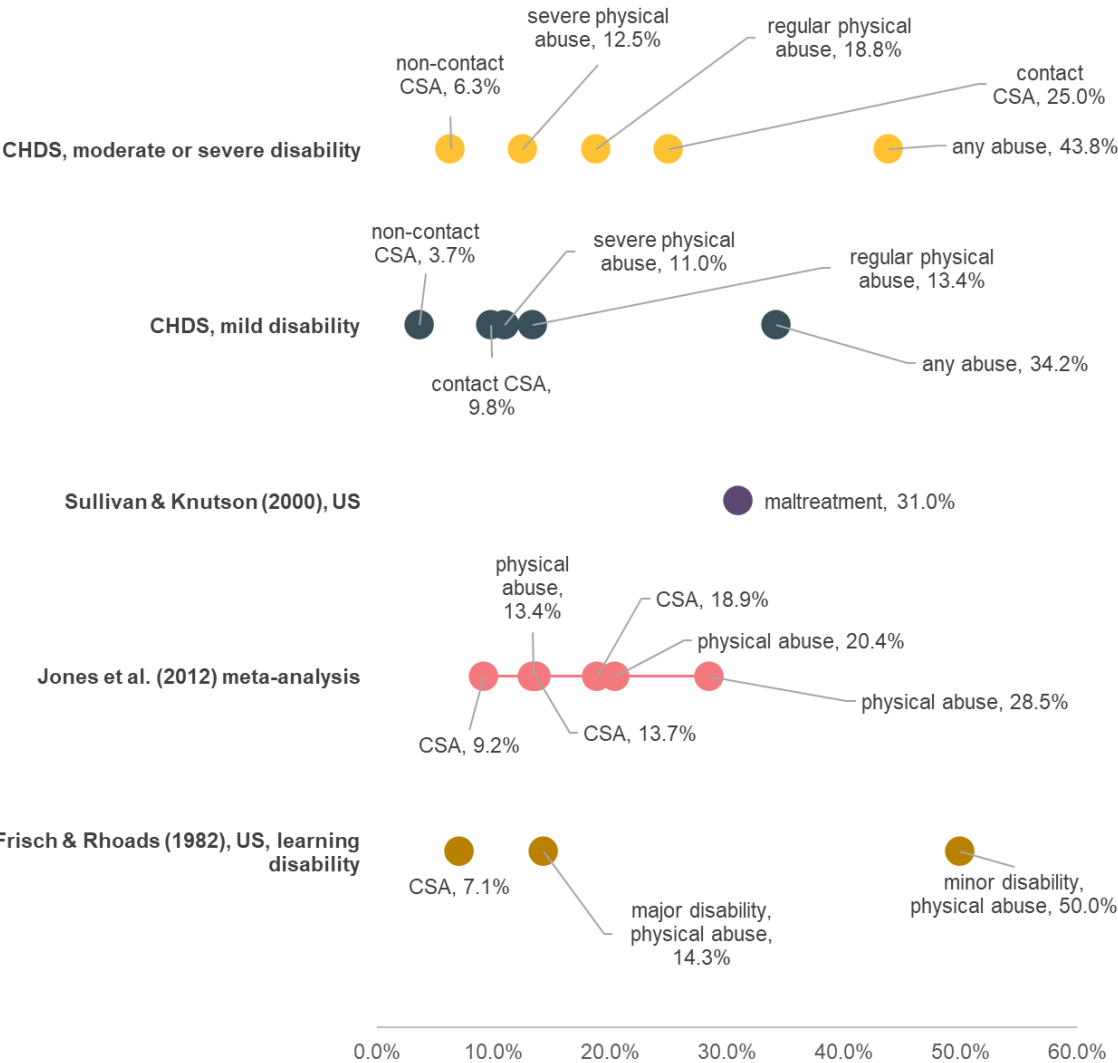 severe physical
abuse, 12.5%
regular physical
abuse, 18.8%
non-contact
CSA, 6.3%
contact
CSA, 25.0%
CHDS, moderate or severe disability
any abuse, 43.8%
non-contact
CSA, 3.7%
severe physical
abuse, 11.0%
regular physical
abuse, 13.4%
CHDS, mild disability
any abuse, 34.2%
contact CSA,
9.8%
Sullivan & Knutson (2000), US
maltreatment, 31.0%
physical
abuse,
13.4%
CSA, 18.9%
physical abuse, 20.4%
Jones et al. (2012) meta-analysis
physical abuse, 28.5%
CSA, 9.2%
CSA, 13.7%
Frisch & Rhoads (1982), US, learning
disability
CSA, 7.1%
major disability,
physical abuse,
14.3%
minor disability,
physical abuse, 50.0%
0.0% 10.0% 20.0% 30.0% 40.0% 50.0% 60.0%